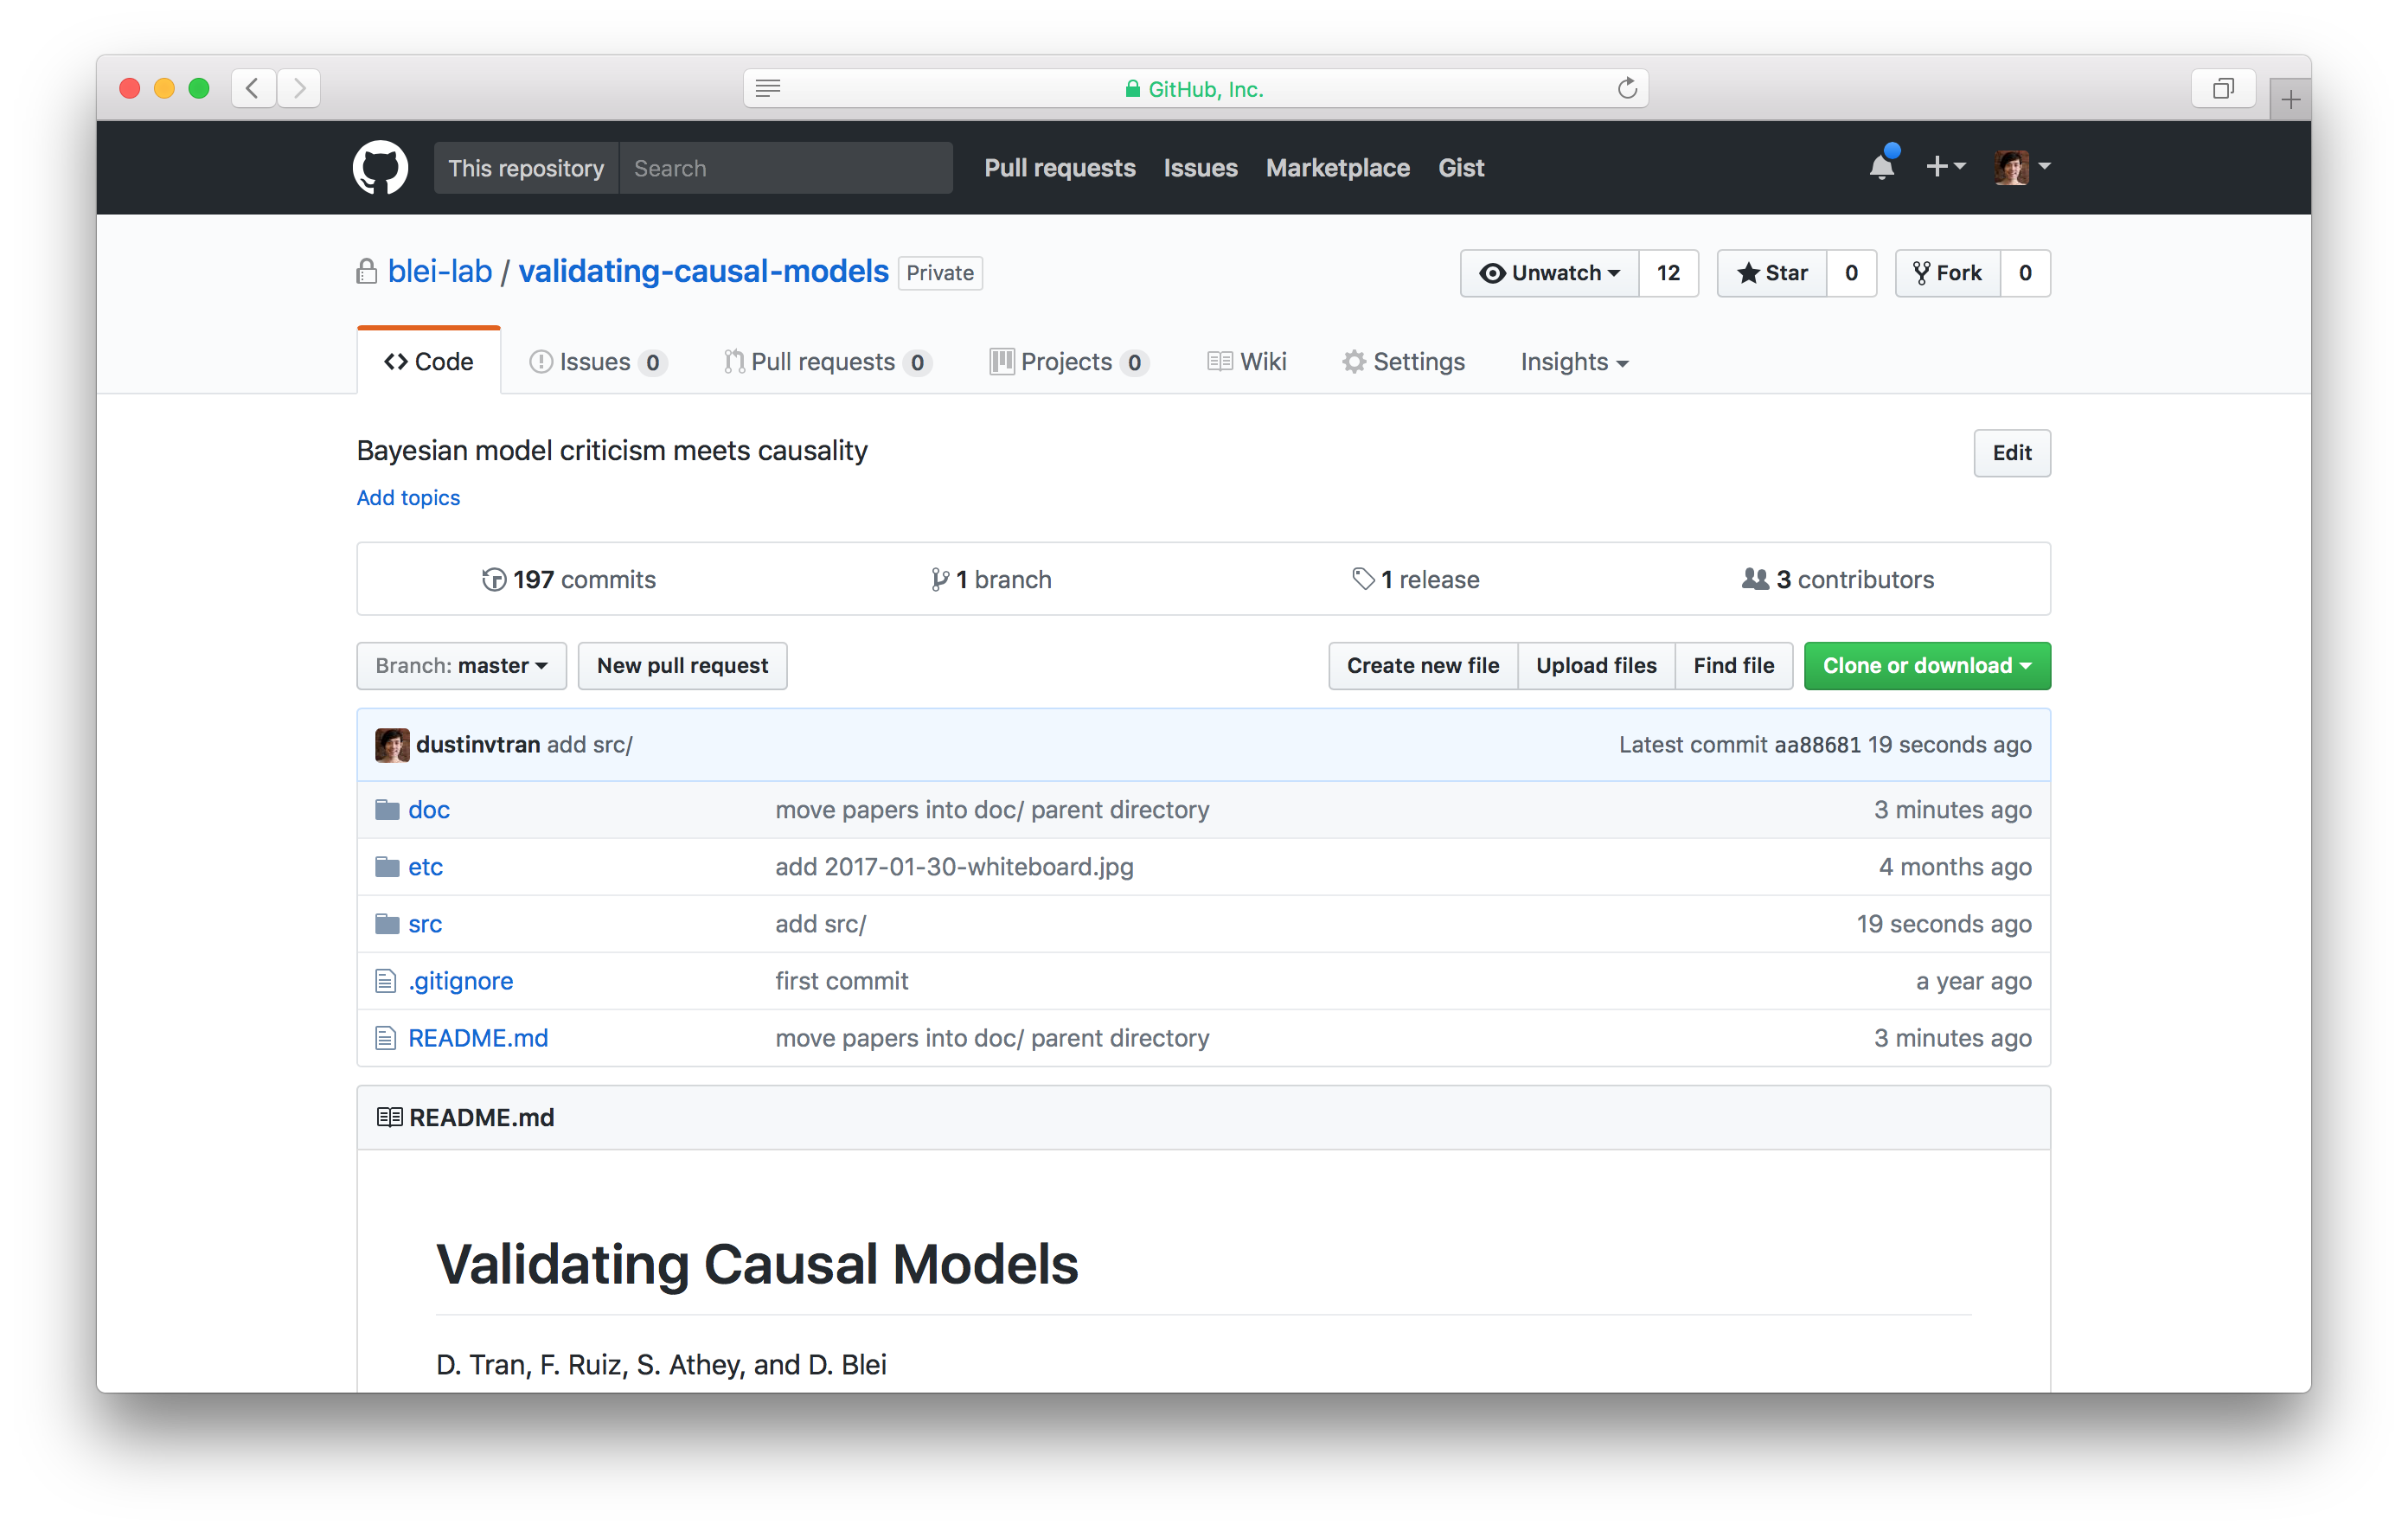 GitHub, Inc.
This repository Search Pull requests Issues Marketplace Gist
blei-lab / validating-causal-models Private Unwatch 12 Star 0 Fork 0
Code Issues 0 Pull requests 0 Projects 0 Wiki Settings Insights
Bayesian model criticism meets causality Edit
Add topics
197 commits 1 branch 1 release 3 contributors
Branch: master New pull request Create new file Upload files Find file Clone or download
dustinvtran add src/ Latest commit aa88681 19 seconds ago
doc move papers into doc/ parent directory 3 minutes ago
etc add 2017-01-30-whiteboard.jpg 4 months ago
src add src/ 19 seconds ago
.gitignore first commit a year ago
README.md move papers into doc/ parent directory 3 minutes ago
README.md
Validating Causal Models
D. Tran, F. Ruiz, S. Athey, and D. Blei